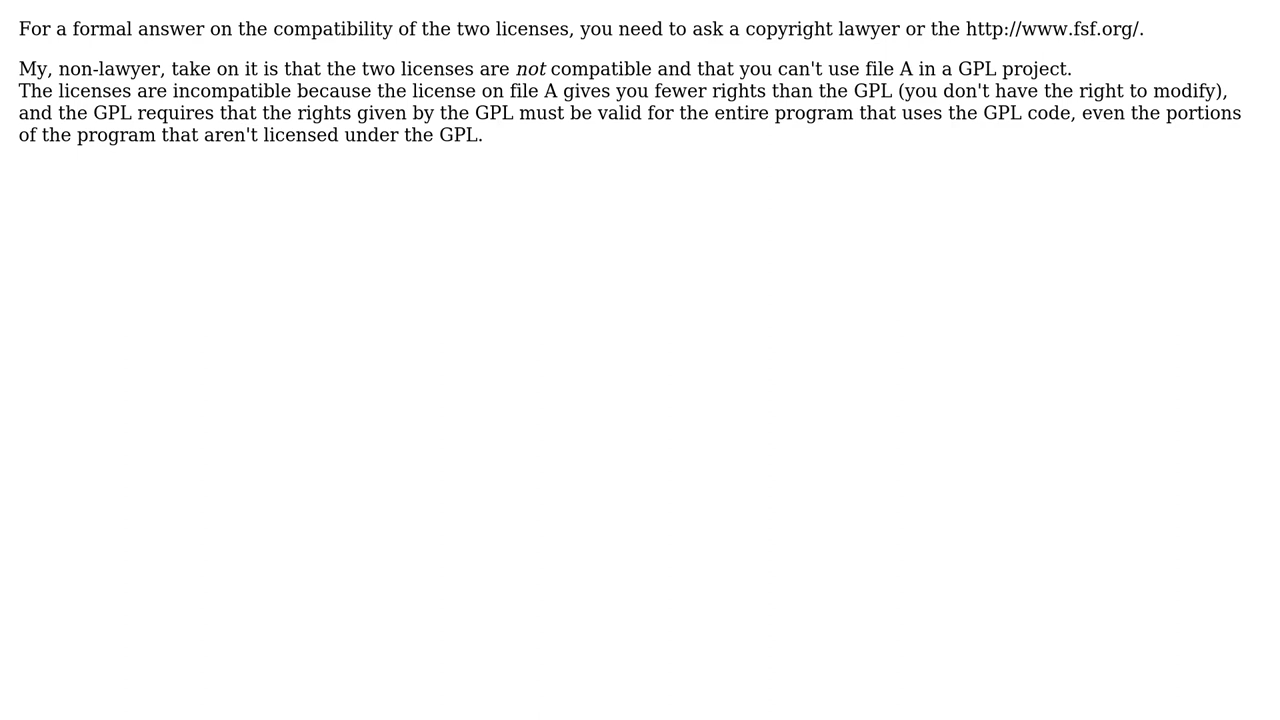 For a formal answer on the compatibility of the two licenses, you need to ask a copyright lawyer or the http://www.fsf.org/.
My, non-lawyer, take on it is that the two licenses are not compatible and that you can't use file A in a GPL project.
The licenses are incompatible because the license on file A gives you fewer rights than the GPL (you don't have the right to modify),
and the GPL requires that the rights given by the GPL must be valid for the entire program that uses the GPL code, even the portions
of the program that aren't licensed under the GPL.